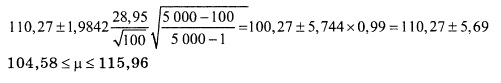 110,27 ± 1,9842 28,95/√100 √(5 000 − 100/5 000 − 1) = 100,27 ± 5,744 × 0,99 = 110,27 ± 5,69
104,58 ≤ μ ≤ 115,96